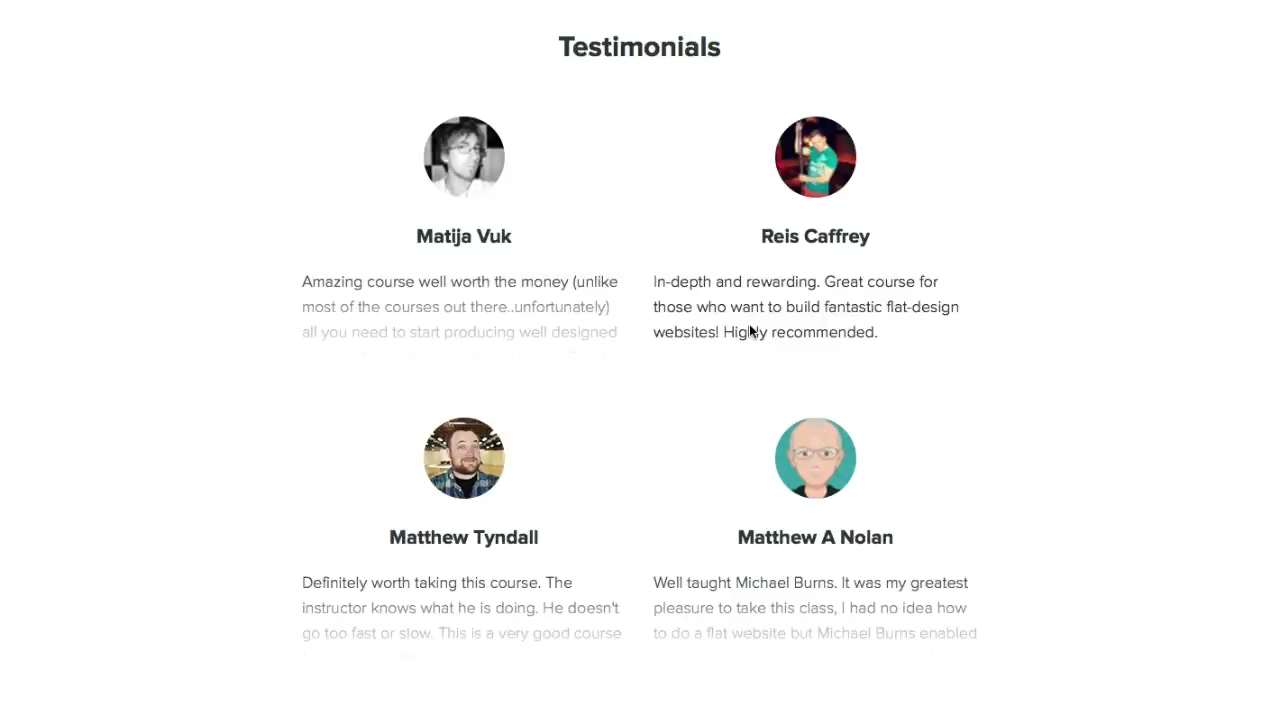 Testimonials
Matija Vuk
Amazing course well worth the money (unlike
most of the courses out there..unfortunately)
all you need to start producing well designed
Reis Caffrey
In-depth and rewarding. Great course for
those who want to build fantastic flat-design
websites! Highly recommended.
Matthew Tyndall
Definitely worth taking this course. The
instructor knows what he is doing. He doesn't
go too fast or slow. This is a very good course
Matthew A Nolan
Well taught Michael Burns. It was my greatest
pleasure to take this class, I had no idea how
to do a flat website but Michael Burns enabled